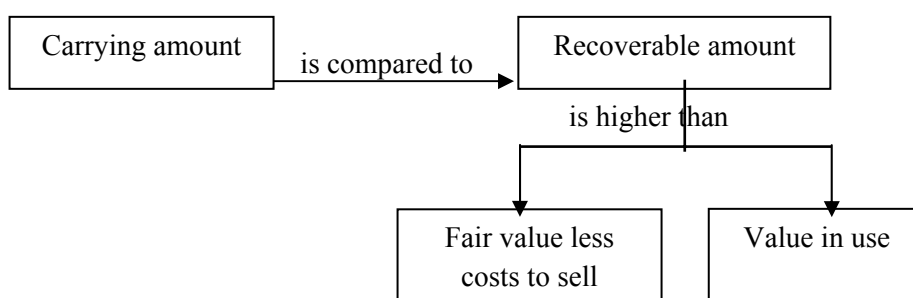 Carrying amount
is compared to
Recoverable amount
is higher than
Fair value less
costs to sell
Value in use